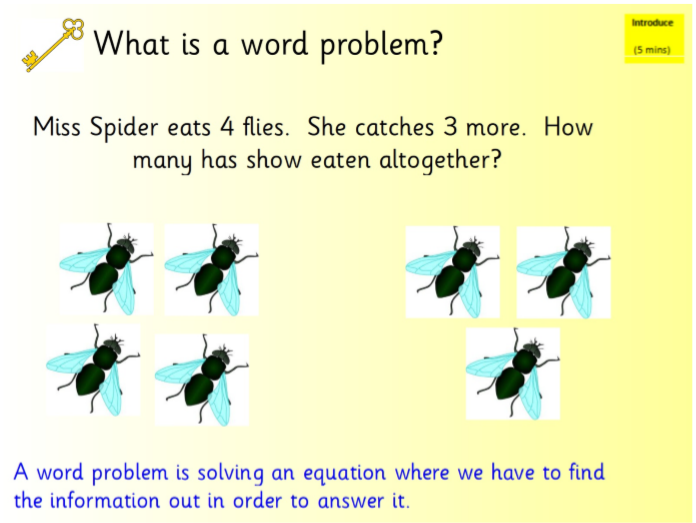 What is a word problem?
Introduce
(5 mins)
Miss Spider eats 4 flies. She catches 3 more. How
many has show eaten altogether?
A word problem is solving an equation where we have to find
the information out in order to answer it.